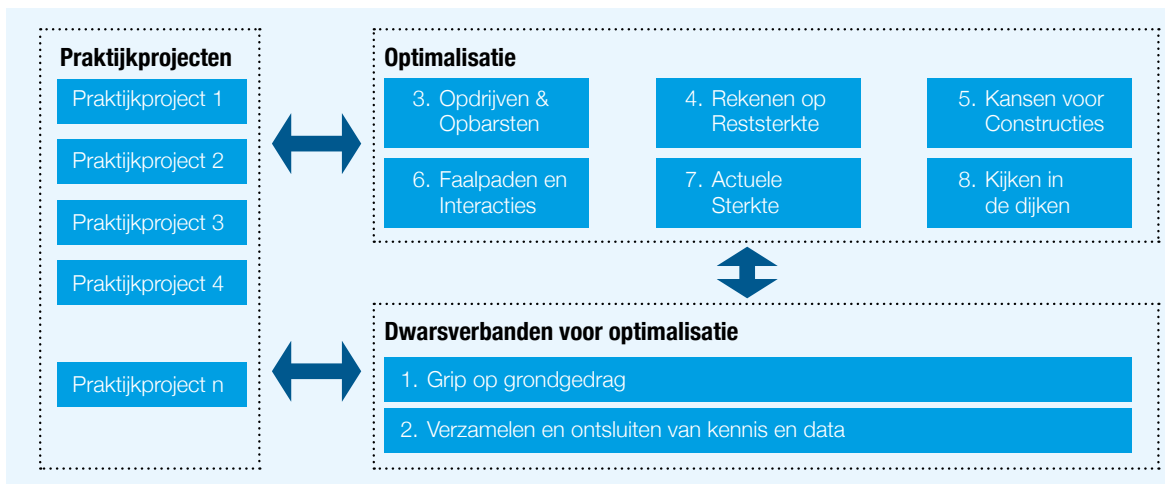 Praktijkprojecten
Praktijkproject 1
Praktijkproject 2
Praktijkproject 3
Praktijkproject 4
Praktijkproject n
Optimalisatie
3. Opdrijven &
Opbarsten
4. Rekenen op
Reststerkte
5. Kansen voor
Constructies
6. Faalpaden en
Interacties
7. Actuele
Sterkte
8. Kijken in
de dijken
Dwarsverbanden voor optimalisatie
1. Grip op grondgedrag
2. Verzamelen en ontsluiten van kennis en data